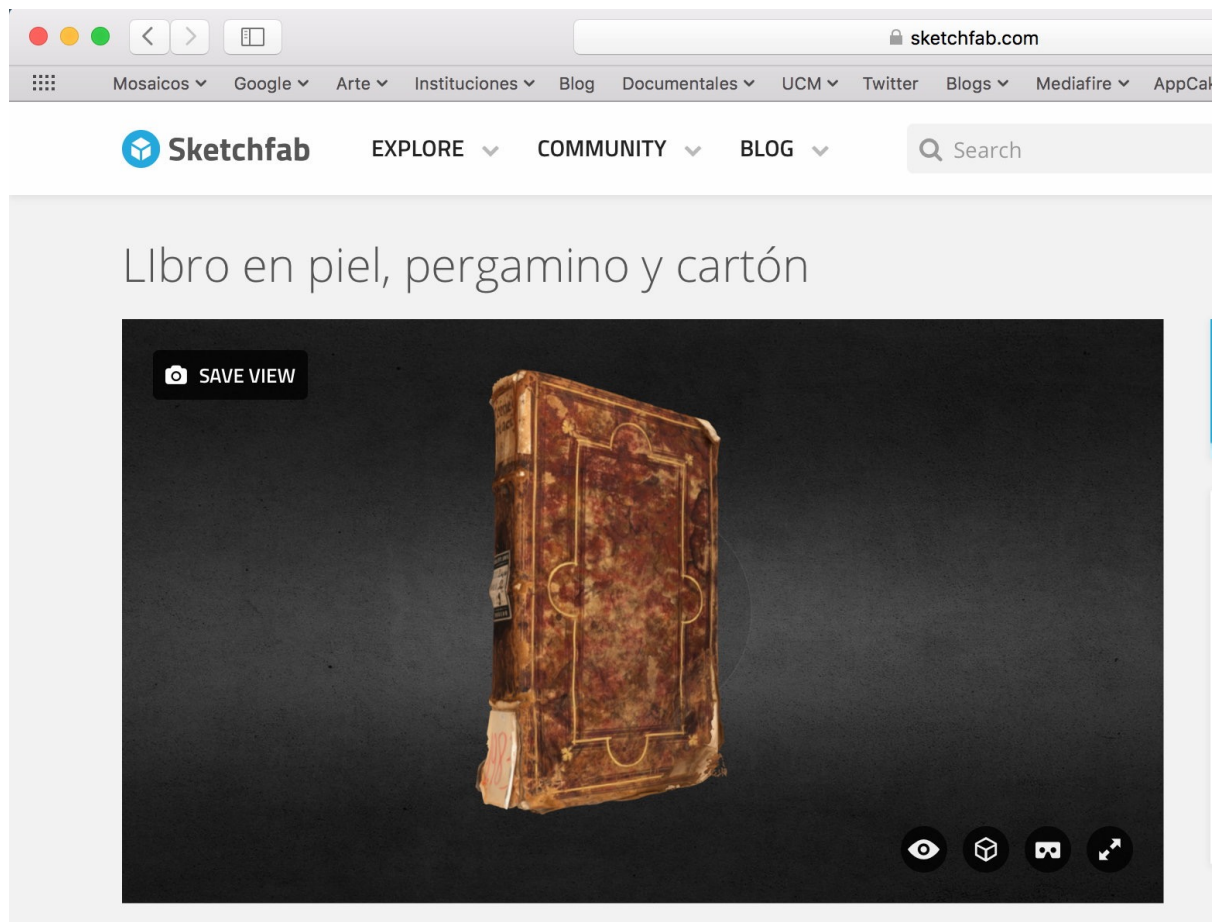 sketchfab.com
Mosaicos Google Arte Instituciones Blog Documentales UCM Twitter Blogs Mediafire
Sketchfab EXPLORE COMMUNITY BLOG Search
LIbro en piel, pergamino y cartón
SAVE VIEW